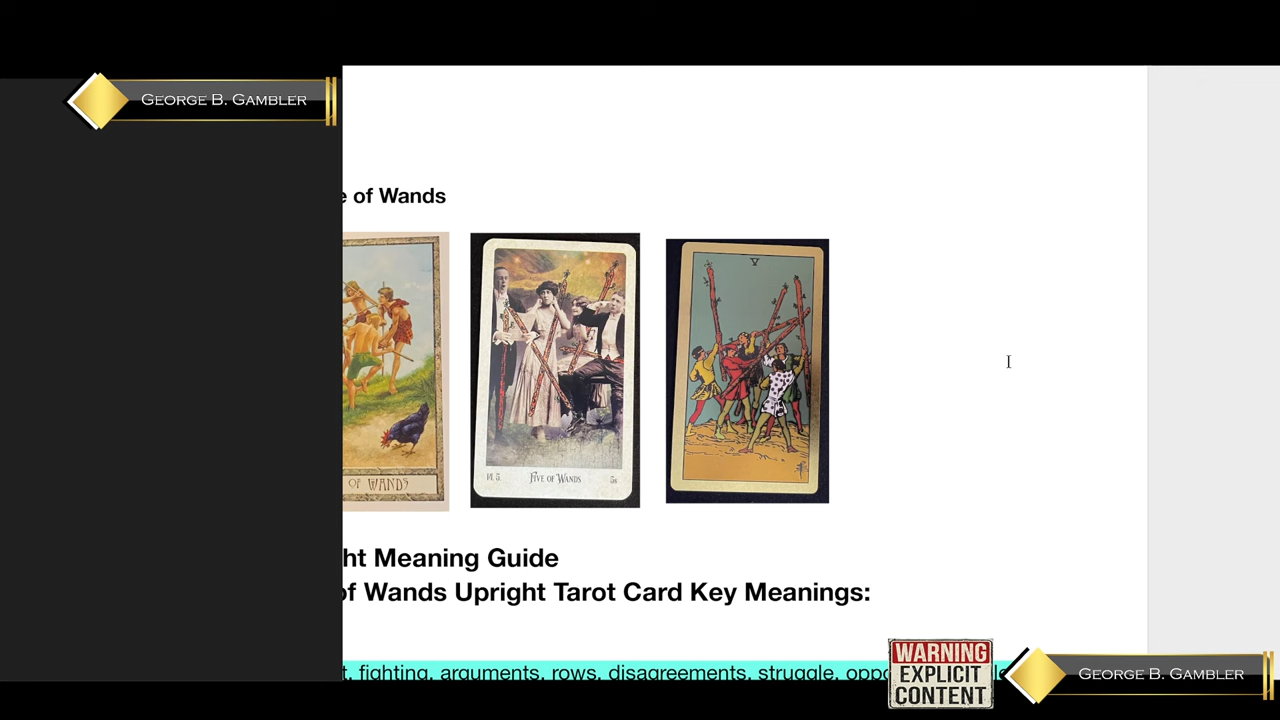 GEORGE B. GAMBLER
e of Wands
V
OF WANDS
FIVE OF WANDS
ht Meaning Guide
of Wands Upright Tarot Card Key Meanings:
t, fighting, arguments, rows, disagreements, struggle, oppo
WARNING
EXPLICIT
CONTENT
GEORGE B. GAMBLER